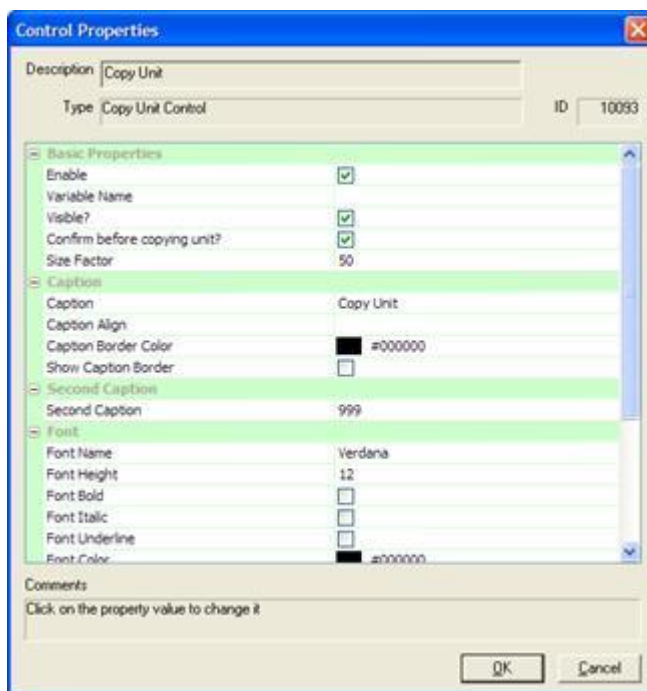 Control Properties
Description Copy Unit
Type Copy Unit Control ID 10093
Basic Properties
Enable
Variable Name
Visible?
Confirm before copying unit?
Size Factor 50
Caption
Caption Copy Unit
Caption Align
Caption Border Color #000000
Show Caption Border
Second Caption
Second Caption 999
Font
Font Name Verdana
Font Height 12
Font Bold
Font Italic
Font Underline
Font Color #000000
Comments
Click on the property value to change it
OK Cancel